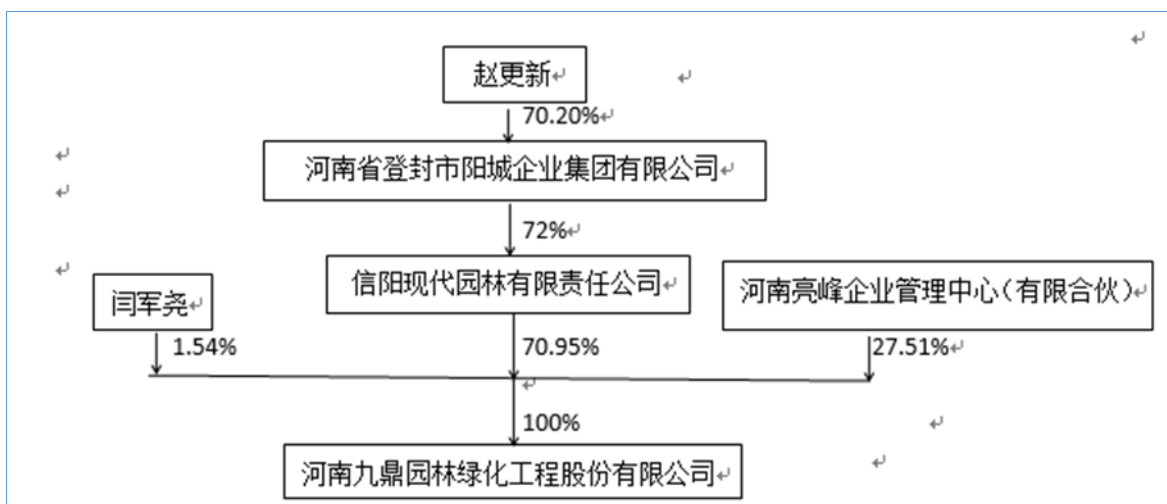 赵更新
70.20%
河南省登封市阳城企业集团有限公司
72%
闫军尧
信阳现代园林有限责任公司
河南亮峰企业管理中心（有限合伙）
1.54%
70.95%
27.51%
100%
河南九鼎园林绿化工程股份有限公司